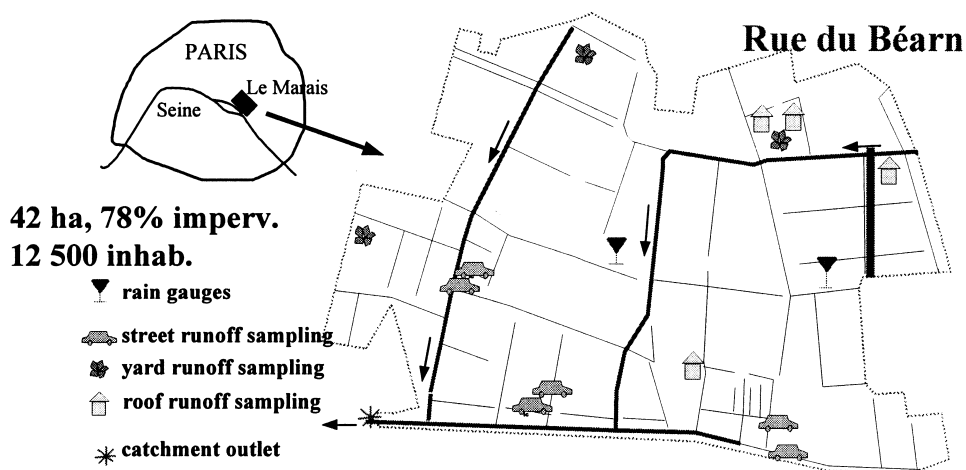 Rue du Béarn
PARIS
Le Marais
Seine
42 ha, 78% imperv.
12 500 inhab.
rain gauges
street runoff sampling
yard runoff sampling
roof runoff sampling
catchment outlet